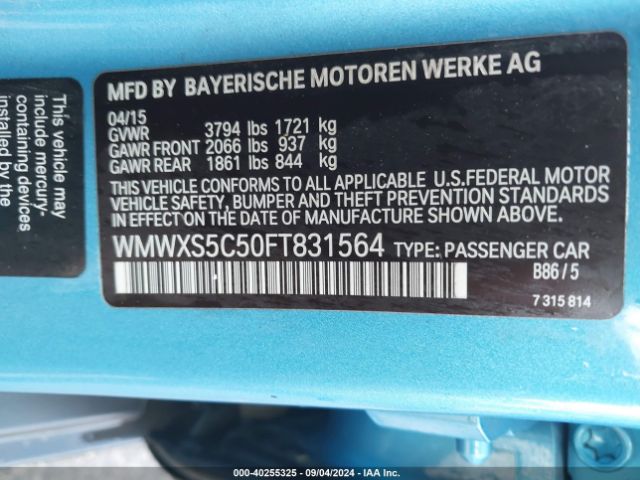 This vehicle may
include mercury-
containing devices
installed by the
MFD BY BAYERISCHE MOTOREN WERKE AG
04/15
GVWR 3794 lbs 1721 kg
GAWR FRONT 2066 lbs 937 kg
GAWR REAR 1861 lbs 844 kg
THIS VEHICLE CONFORMS TO ALL APPLICABLE U.S.FEDERAL MOTOR
VEHICLE SAFETY, BUMPER, AND THEFT PREVENTION STANDARDS
IN EFFECT ON THE DATE OF MANUFACTURE SHOWN ABOVE.
WMWXS5C50FT831564 TYPE: PASSENGER CAR
B86/5
7 315 814
000-40255325 - 09/04/2024 - IAA Inc.